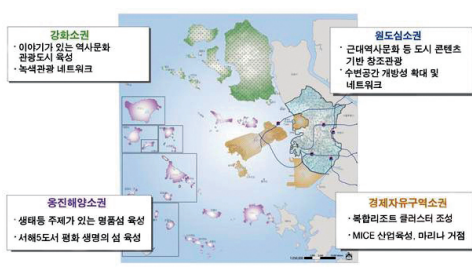 강화소권
· 이야기가 있는 역사문화
관광도시 육성
· 녹색관광 네트워크
원도심소권
· 근대역사문화 등 도시 콘텐츠
기반 창조관광
· 수변공간 개방성 확대 및
네트워크
옹진해양소권
· 생태등 주제가 있는 명품섬 육성
· 서해5도서 평화 생명의 섬 육성
경제자유구역소권
· 복합리조트 클러스터 조성
· MICE 산업육성, 마리나 거점